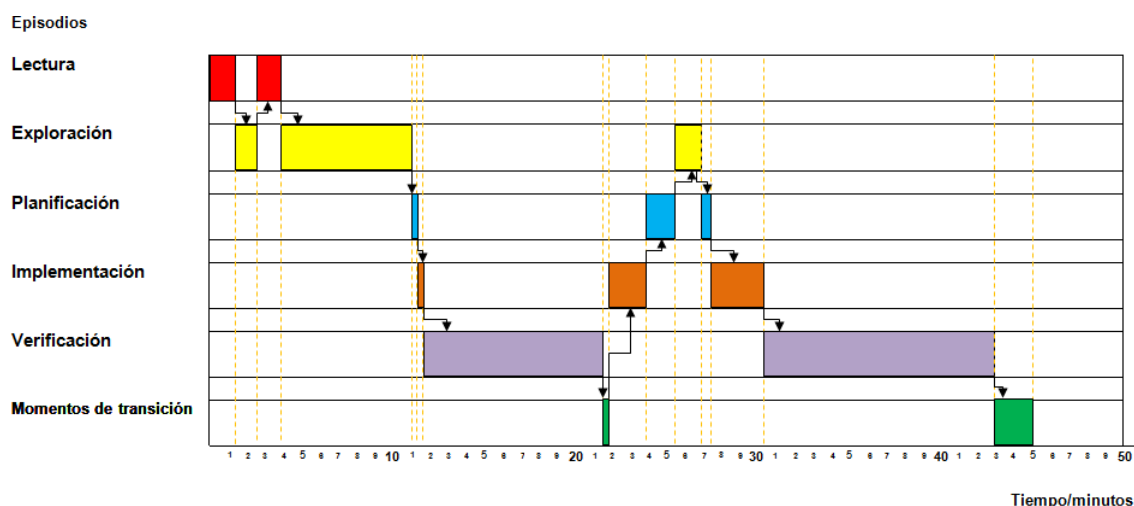 Episodios
Lectura
Exploración
Planificación
Implementación
Verificación
Momentos de transición
1 2 3 4 5 6 7 8 9 10 1 2 3 4 5 6 7 8 9 20 1 2 3 4 5 6 7 8 9 30 1 2 3 4 5 6 7 8 9 40 1 2 3 4 5 6 7 8 9 50
Tiempo/minutos